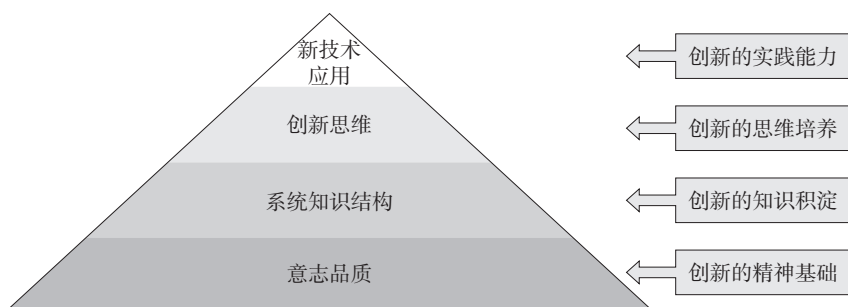 新技术
应用
创新的实践能力
创新思维
创新的思维培养
系统知识结构
创新的知识积淀
意志品质
创新的精神基础